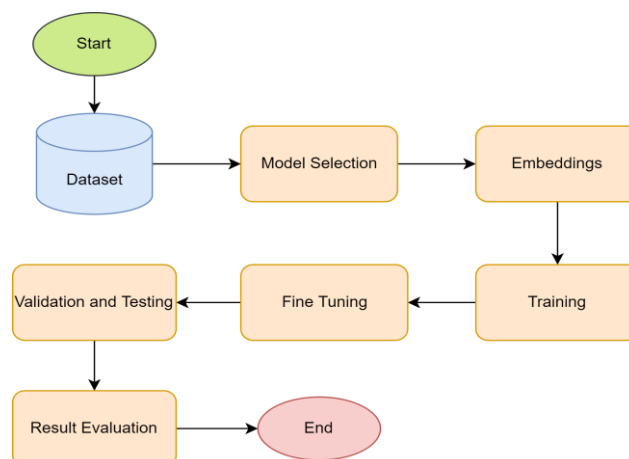 Start
Dataset
Model Selection
Embeddings
Training
Fine Tuning
Validation and Testing
Result Evaluation
End